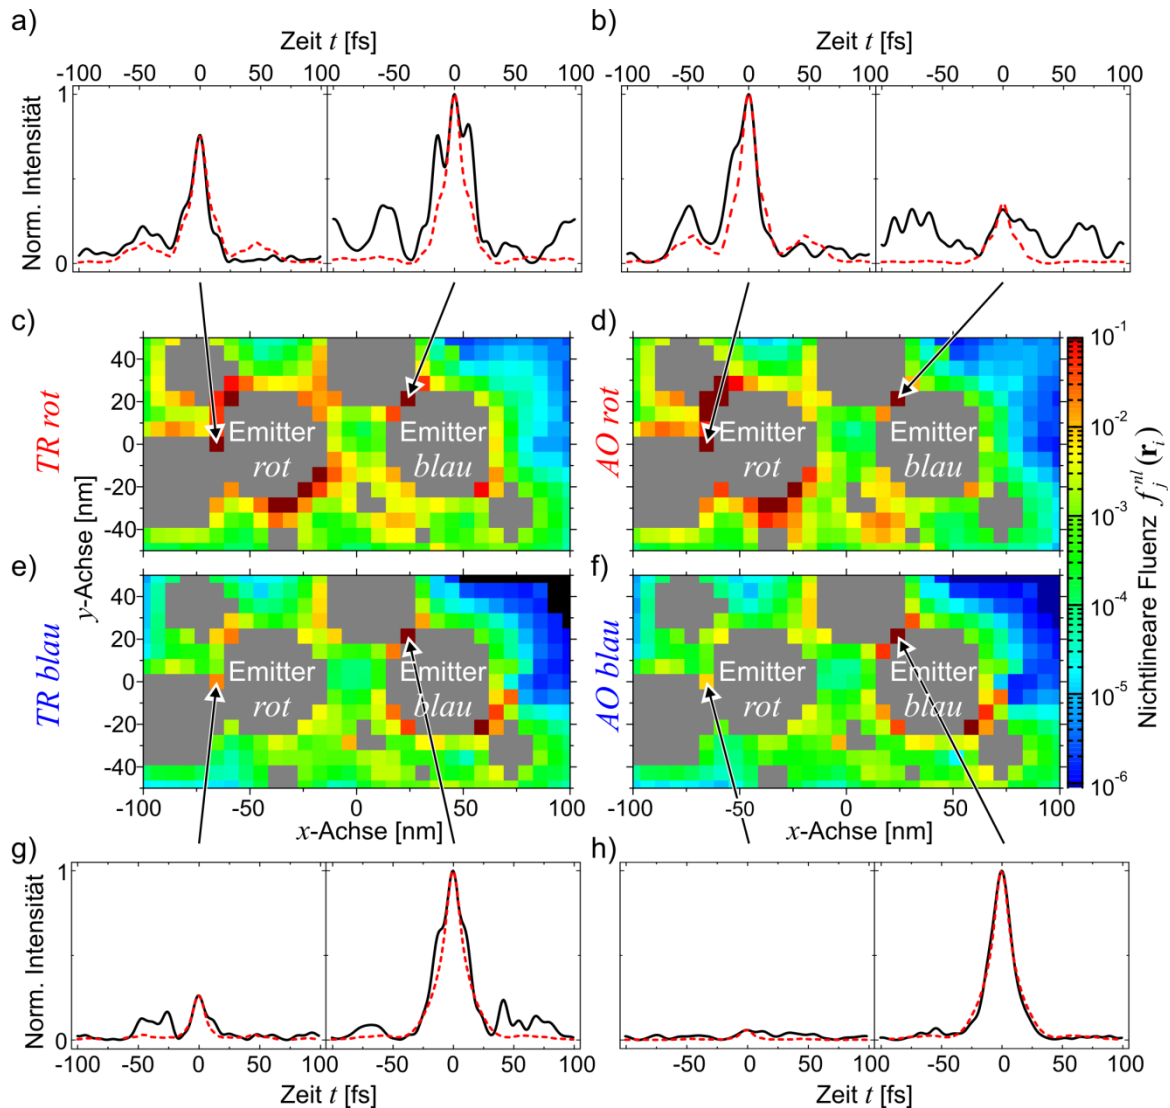 a)
Zeit t [fs]
-100 -50 0 50 100 -50 0 50 100
b)
Zeit t [fs]
-100 -50 0 50 100 -50 0 50 100
Norm. Intensität
1
0
c)
TR rot
y-Achse [nm]
40
20
0
-20
-40
Emitter
rot
Emitter
blau
d)
AO rot
Emitter
rot
Emitter
blau
10^-1
10^-2
10^-3
10^-4
10^-5
10^-6
Nichtlineare Fluenz f_j^nl (r_i)
e)
TR blau
40
20
0
-20
-40
Emitter
rot
Emitter
blau
-100 -50 0 50 100
x-Achse [nm]
f)
AO blau
Emitter
rot
Emitter
blau
-100 -50 0 50 100
x-Achse [nm]
g)
Norm. Intensität
1
0
-100 -50 0 50 -50 0 50 100
Zeit t [fs]
h)
-100 -50 0 50 100 -50 0 50 100
Zeit t [fs]